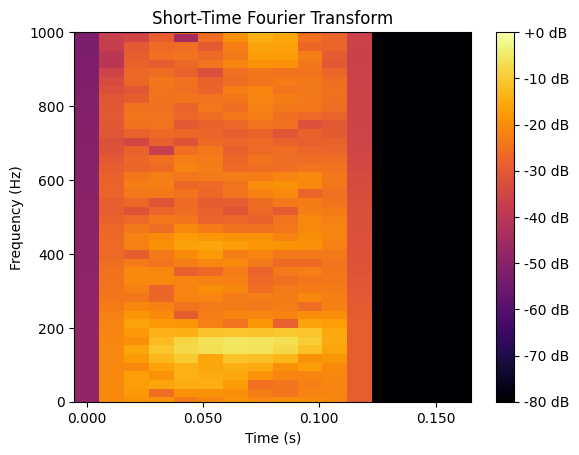 Short-Time Fourier Transform
1000
800
600
400
200
0
Frequency (Hz)
0.000
0.050
0.100
0.150
Time (s)
+0 dB
-10 dB
-20 dB
-30 dB
-40 dB
-50 dB
-60 dB
-70 dB
-80 dB